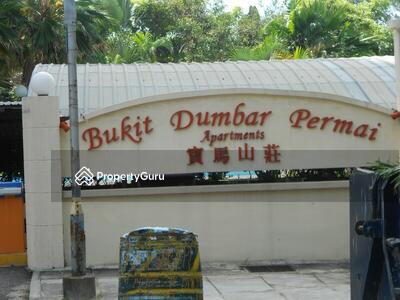 Bukit Dumbar Permai
Apartments
寶馬山莊
PropertyGuru